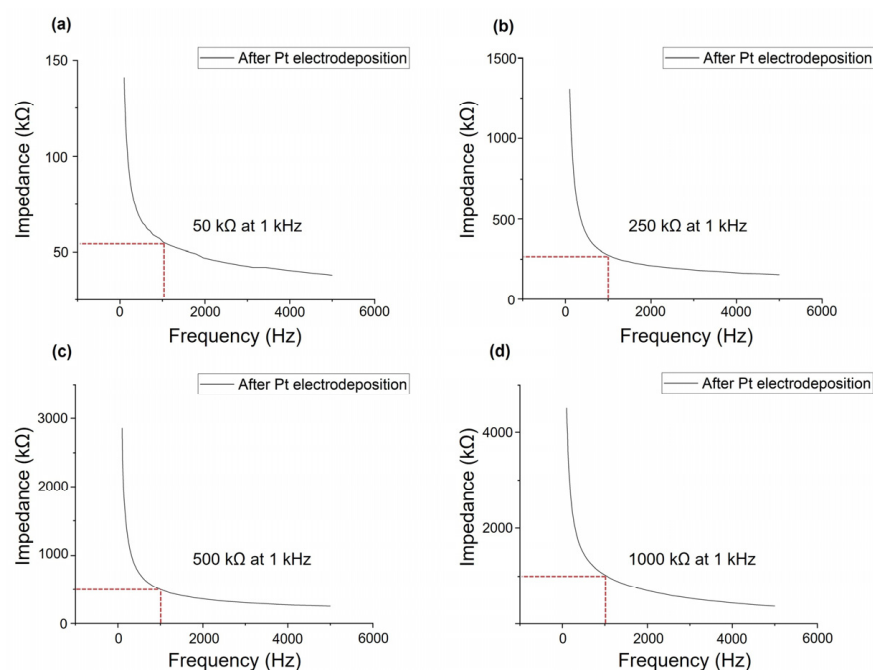 (a)
After Pt electrodeposition
150
100
50
Impedance (kΩ)
50 kΩ at 1 kHz
0 2000 4000 6000
Frequency (Hz)
(b)
After Pt electrodeposition
1500
1000
500
250
0
Impedance (kΩ)
250 kΩ at 1 kHz
0 2000 4000 6000
Frequency (Hz)
(c)
After Pt electrodeposition
3000
2000
1000
500
0
Impedance (kΩ)
500 kΩ at 1 kHz
0 2000 4000 6000
Frequency (Hz)
(d)
After Pt electrodeposition
4000
2000
1000
0
Impedance (kΩ)
1000 kΩ at 1 kHz
0 2000 4000 6000
Frequency (Hz)